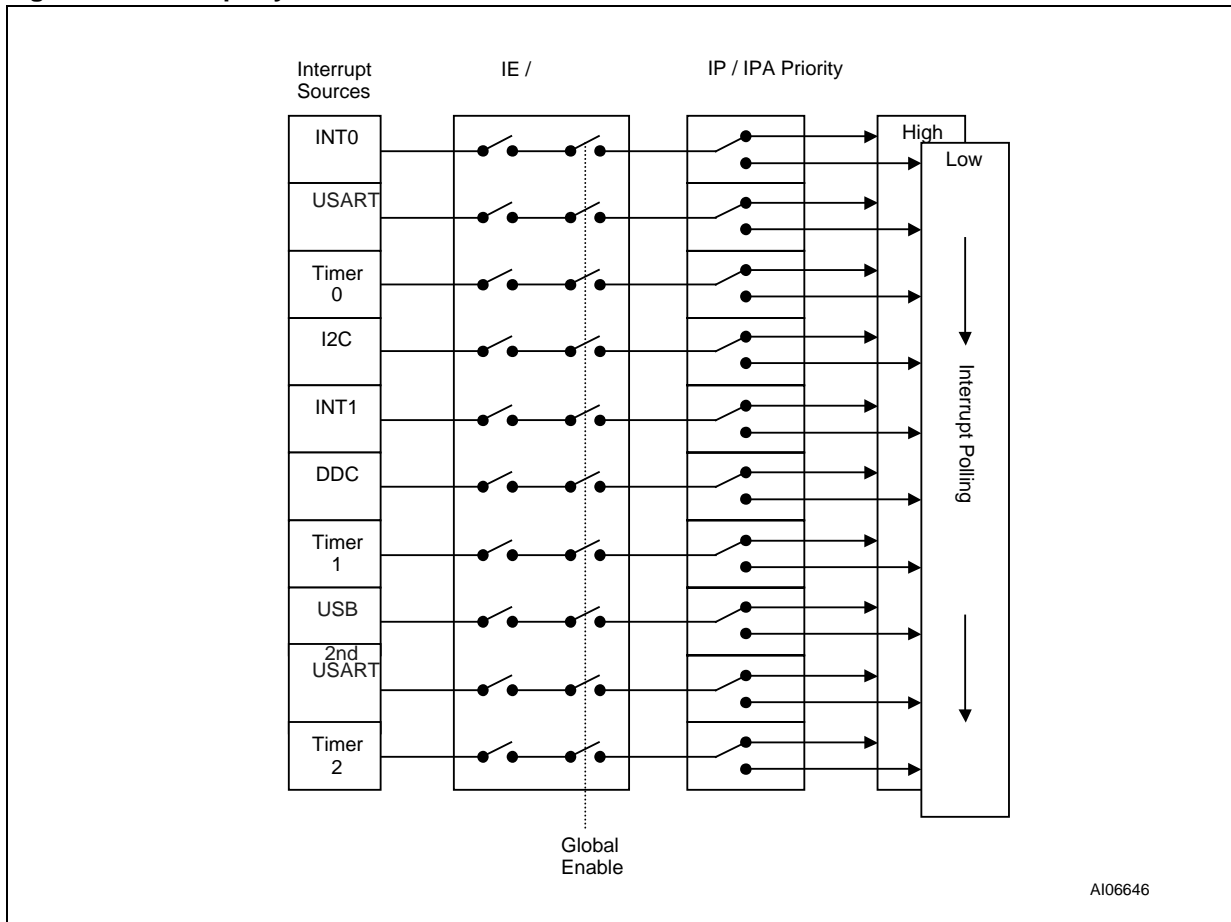 Interrupt
Sources
IE /
IP / IPA Priority
INT0
High
Low
USART
Timer
0
I2C
INT1
Interrupt Polling
DDC
Timer
1
USB
2nd
USART
Timer
2
Global
Enable
AI06646